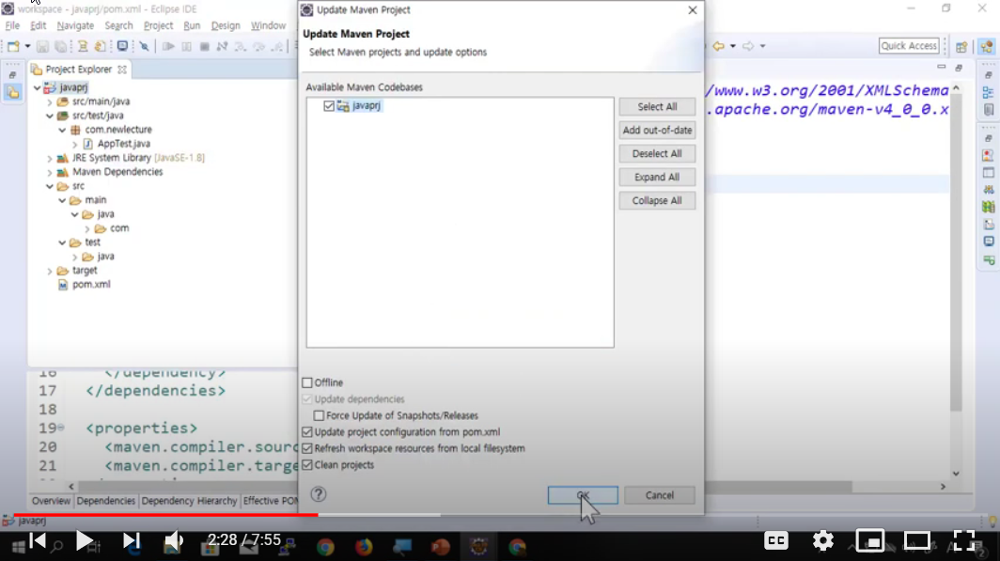 workspace - javaprj/pom.xml - Eclipse IDE
File Edit Navigate Search Project Run Design Window
Quick Access
Project Explorer
javaprj
src/main/java
src/test/java
com.newlecture
AppTest.java
JRE System Library [JavaSE-1.8]
Maven Dependencies
src
main
java
com
test
java
target
pom.xml
Update Maven Project
Update Maven Project
Select Maven projects and update options
Available Maven Codebases
javaprj
Select All
Add out-of-date
Deselect All
Expand All
Collapse All
Offline
Update dependencies
Force Update of Snapshots/Releases
Update project configuration from pom.xml
Refresh workspace resources from local filesystem
Clean projects
OK
Cancel
/www.w3.org/2001/XMLSchema
.apache.org/maven-v4_0_0.x
16 </dependency>
17 </dependencies>
18
19 <properties>
20 <maven.compiler.sourc
21 <maven.compiler.targe
Overview Dependencies Dependency Hierarchy Effective POM
javaprj
2:28 / 7:55
CC